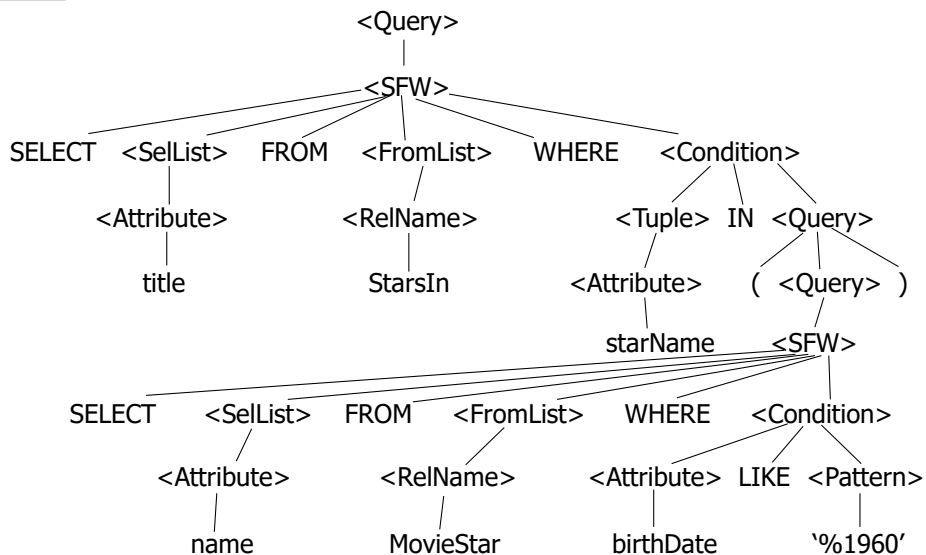 <Query>
<SFW>
SELECT <SelList> FROM <FromList> WHERE <Condition>
<Attribute> <RelName> <Tuple> IN <Query>
title StarsIn <Attribute> ( <Query> )
starName <SFW>
SELECT <SelList> FROM <FromList> WHERE <Condition>
<Attribute> <RelName> <Attribute> LIKE <Pattern>
name MovieStar birthDate ‘%1960’